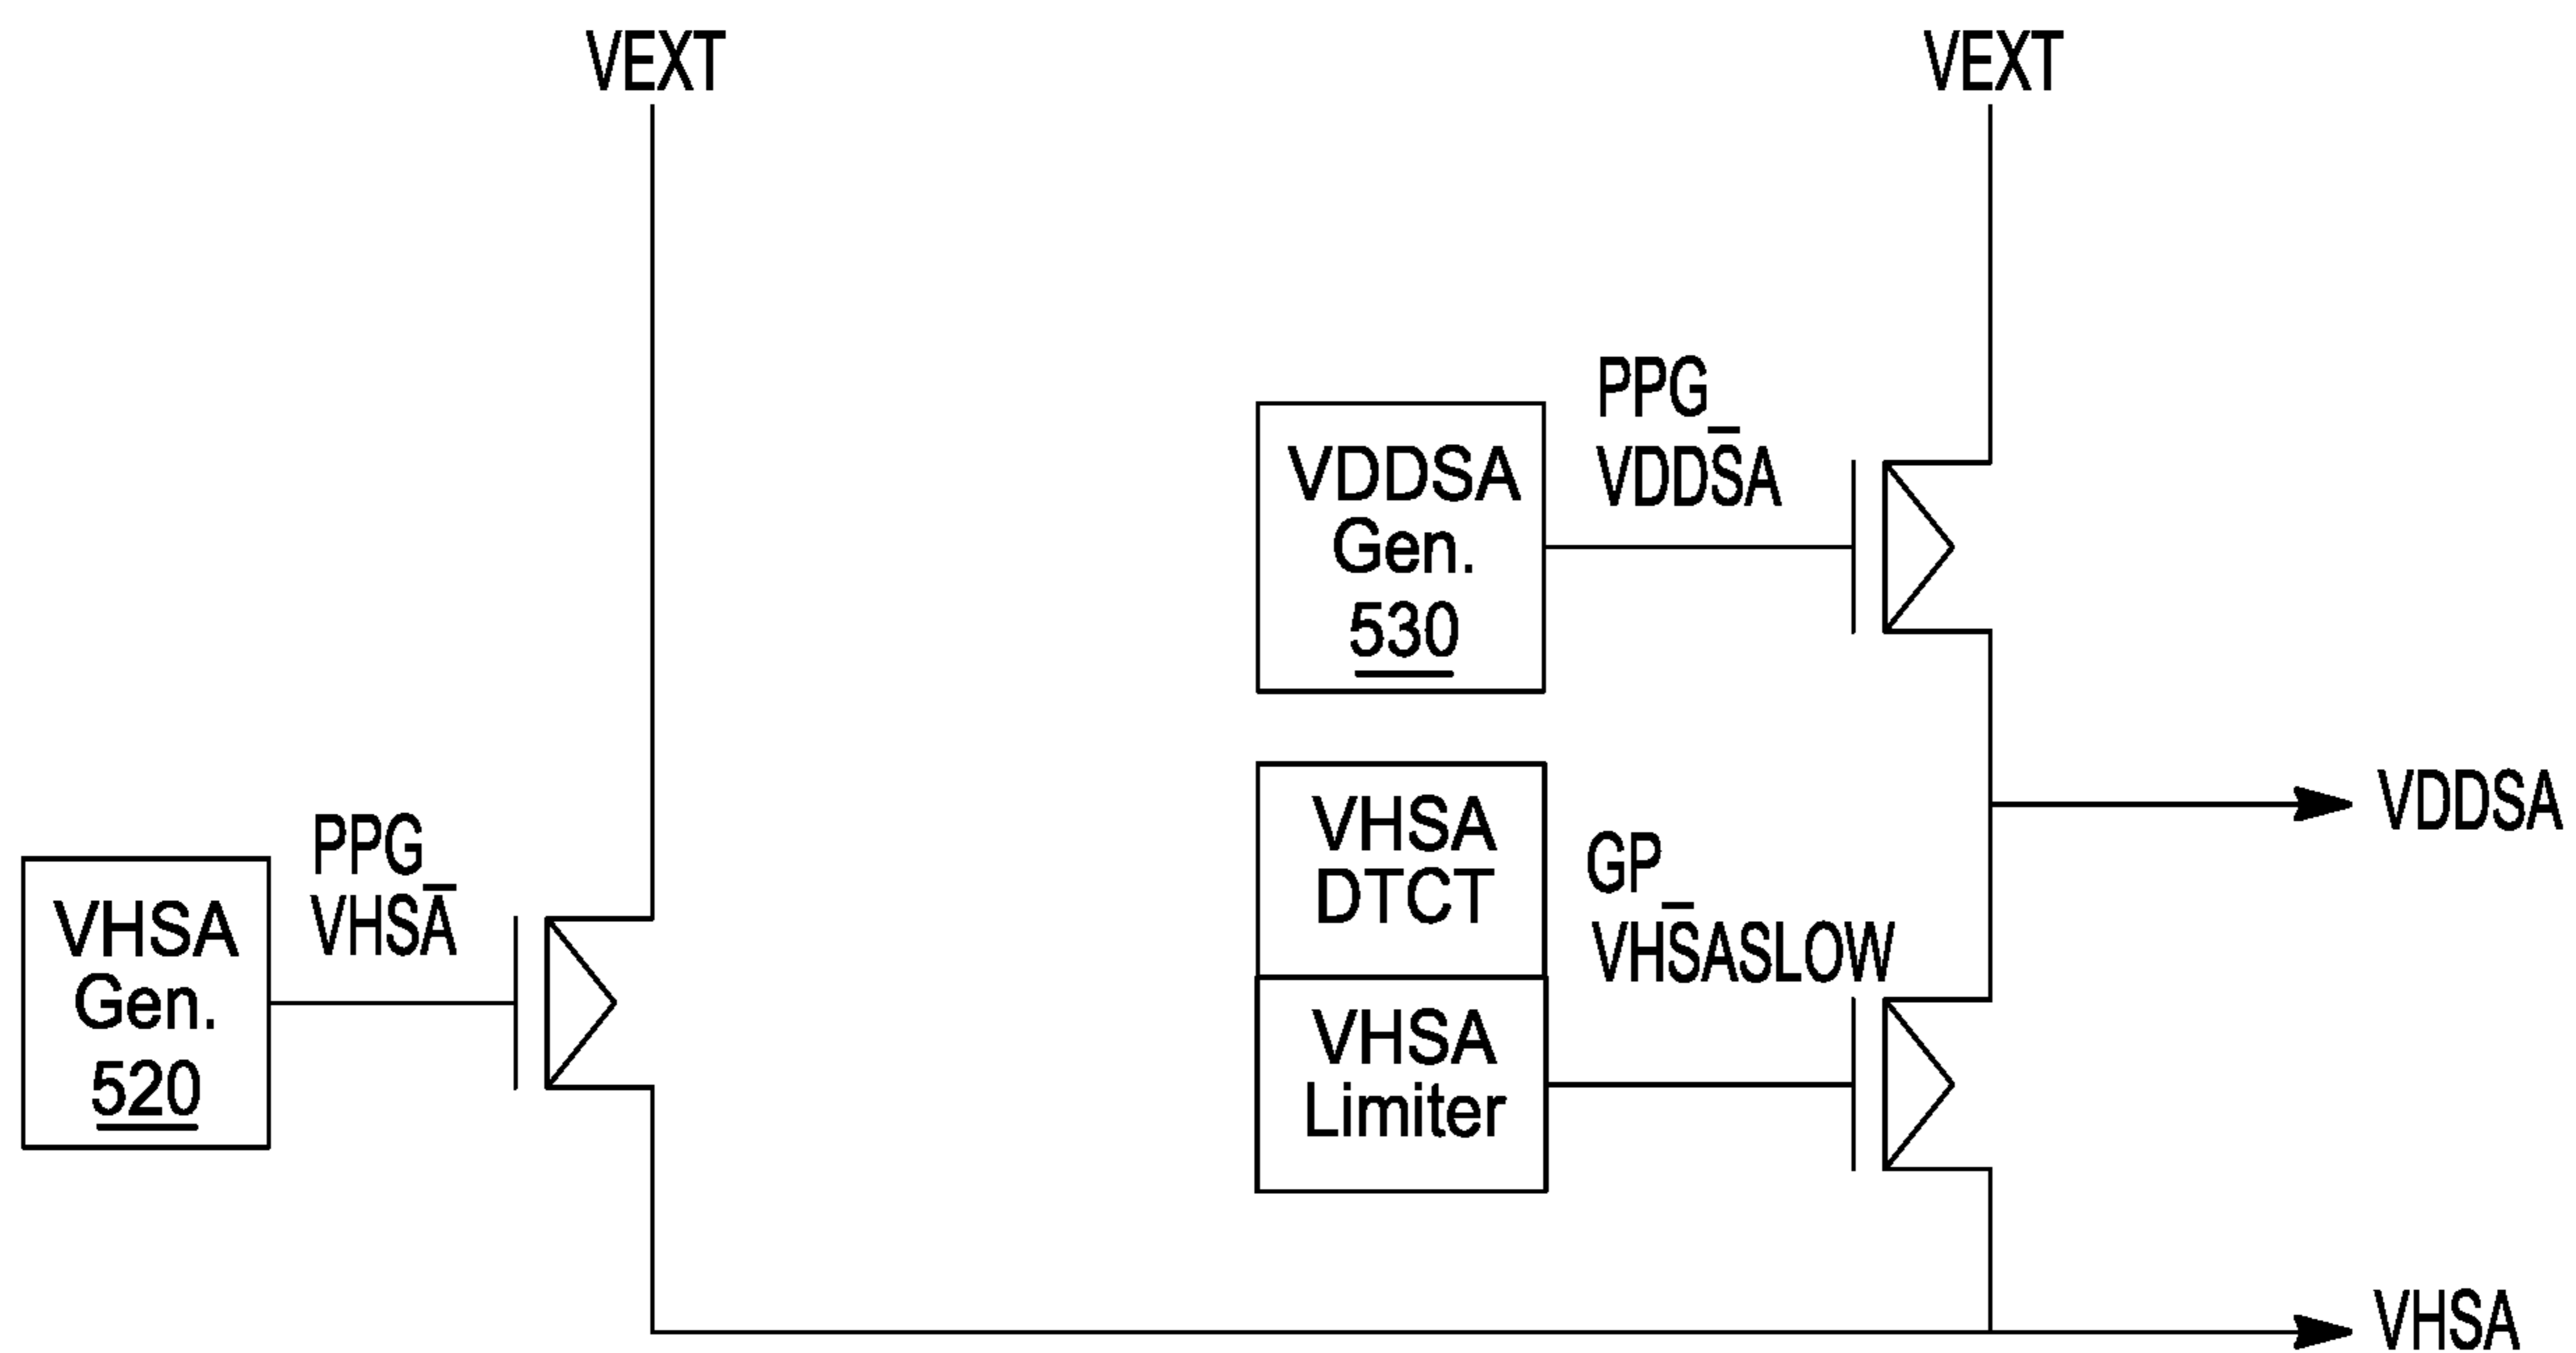 VEXT
VEXT
PPG_
VDDSA
VDDSA
Gen.
530
VHSA
DTCT
GP_
VHSASLOW
VDDSA
PPG_
VHSA
VHSA
Gen.
520
VHSA
Limiter
VHSA